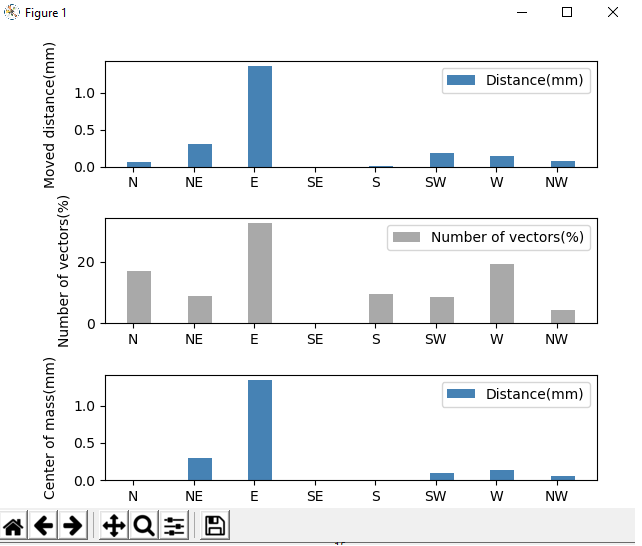 Figure 1
Moved distance(mm)
1.0
0.5
0.0
Distance(mm)
N NE E SE S SW W NW
Number of vectors(%)
20
0
Number of vectors(%)
N NE E SE S SW W NW
Center of mass(mm)
1.0
0.5
0.0
Distance(mm)
N NE E SE S SW W NW